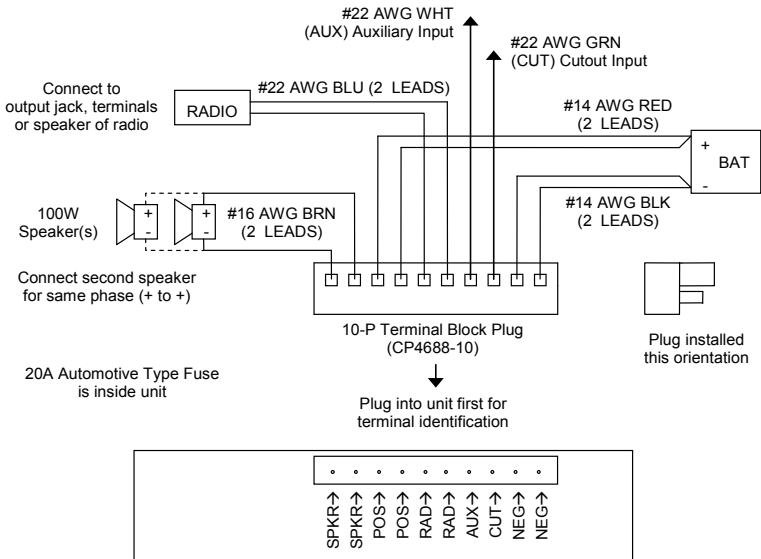 #22 AWG WHT
(AUX) Auxiliary Input
#22 AWG GRN
(CUT) Cutout Input
Connect to
output jack, terminals
or speaker of radio
RADIO
#22 AWG BLU (2 LEADS)
#14 AWG RED
(2 LEADS)
+
BAT
-
#14 AWG BLK
(2 LEADS)
100W
Speaker(s)
+
-
+
-
#16 AWG BRN
(2 LEADS)
Connect second speaker
for same phase (+ to +)
10-P Terminal Block Plug
(CP4688-10)
Plug installed
this orientation
20A Automotive Type Fuse
is inside unit
Plug into unit first for
terminal identification
SPKR→
SPKR→
POS→
POS→
RAD→
RAD→
AUX→
CUT→
NEG→
NEG→